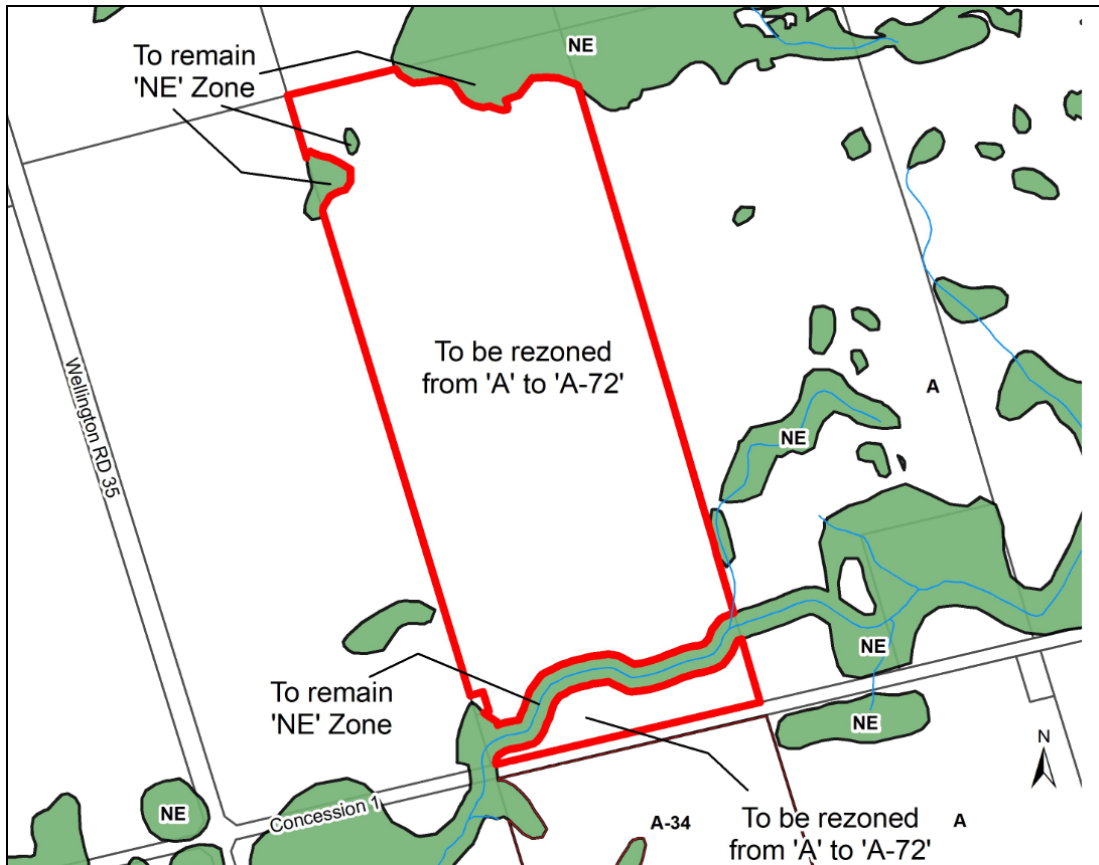 NE
To remain
'NE' Zone
To be rezoned
from 'A' to 'A-72'
Wellington RD 35
A
NE
To remain
'NE' Zone
NE
NE
N
NE
Concession 1
A-34
To be rezoned
from 'A' to 'A-72'
A